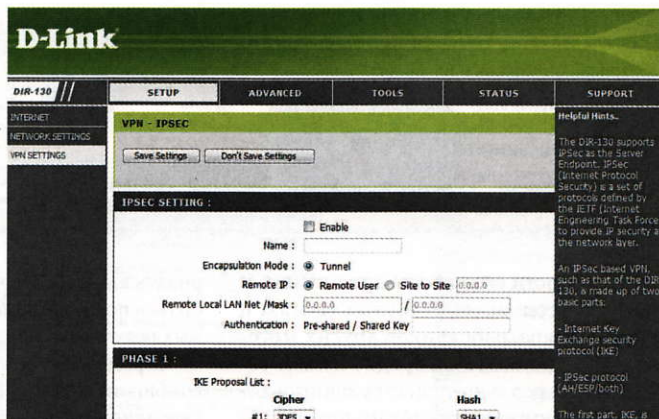 D-Link
DIR-130 //
SETUP
ADVANCED
TOOLS
STATUS
SUPPORT
INTERNET
NETWORK SETTINGS
VPN SETTINGS
VPN - IPSEC
Save Settings
Don't Save Settings
IPSEC SETTING :
Enable
Name :
Encapsulation Mode : Tunnel
Remote IP : Remote User Site to Site 0.0.0.0
Remote Local LAN Net /Mask : 0.0.0.0 / 0.0.0.0
Authentication : Pre-shared / Shared Key
PHASE 1 :
IKE Proposal List :
Cipher Hash
#1: 3DES SHA1
Helpful Hints..
The DIR-130 supports
IPSec as the Server
Endpoint. IPSec
(Internet Protocol
Security) is a set of
protocols defined by
the IETF (Internet
Engineering Task Force)
to provide IP security at
the network layer.
An IPSec based VPN,
such as that of the DIR-
130, is made up of two
basic parts.
- Internet Key
Exchange security
protocol (IKE)
- IPSec protocol
(AH/ESP/both)
The first part, IKE, is